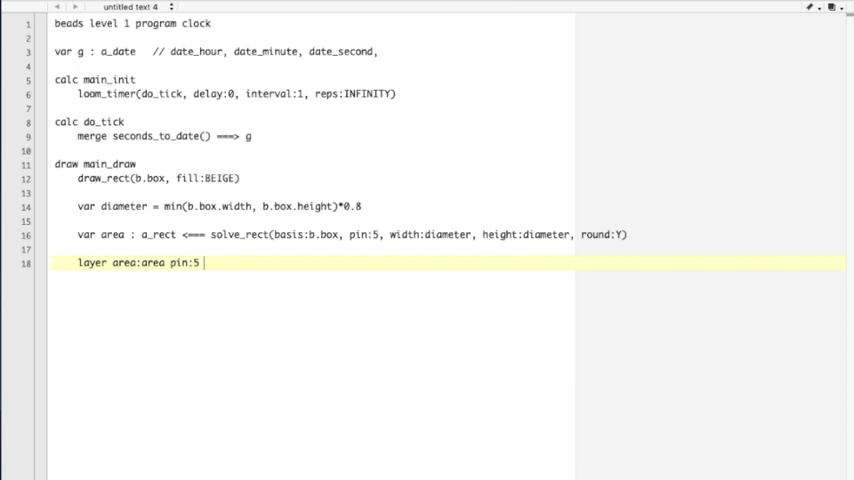 untitled text 4
1 beads level 1 program clock
2
3 var g : a_date // date_hour, date_minute, date_second,
4
5 calc main_init
6 loom_timer(do_tick, delay:0, interval:1, reps:INFINITY)
7
8 calc do_tick
9 merge seconds_to_date() ===> g
10
11 draw main_draw
12 draw_rect(b.box, fill:BEIGE)
13
14 var diameter = min(b.box.width, b.box.height)*0.8
15
16 var area : a_rect <=== solve_rect(basis:b.box, pin:5, width:diameter, height:diameter, round:Y)
17
18 layer area:area pin:5